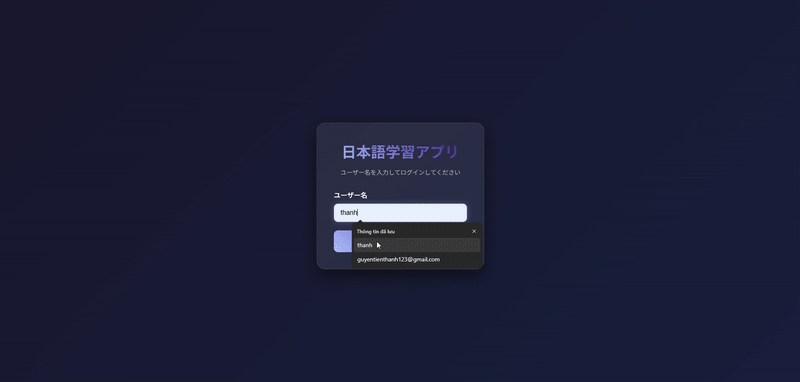 日本語学習アプリ
ユーザー名を入力してログインしてください
ユーザー名
thanh
Thông tin đã lưu
thanh
guyentienthanh123@gmail.com